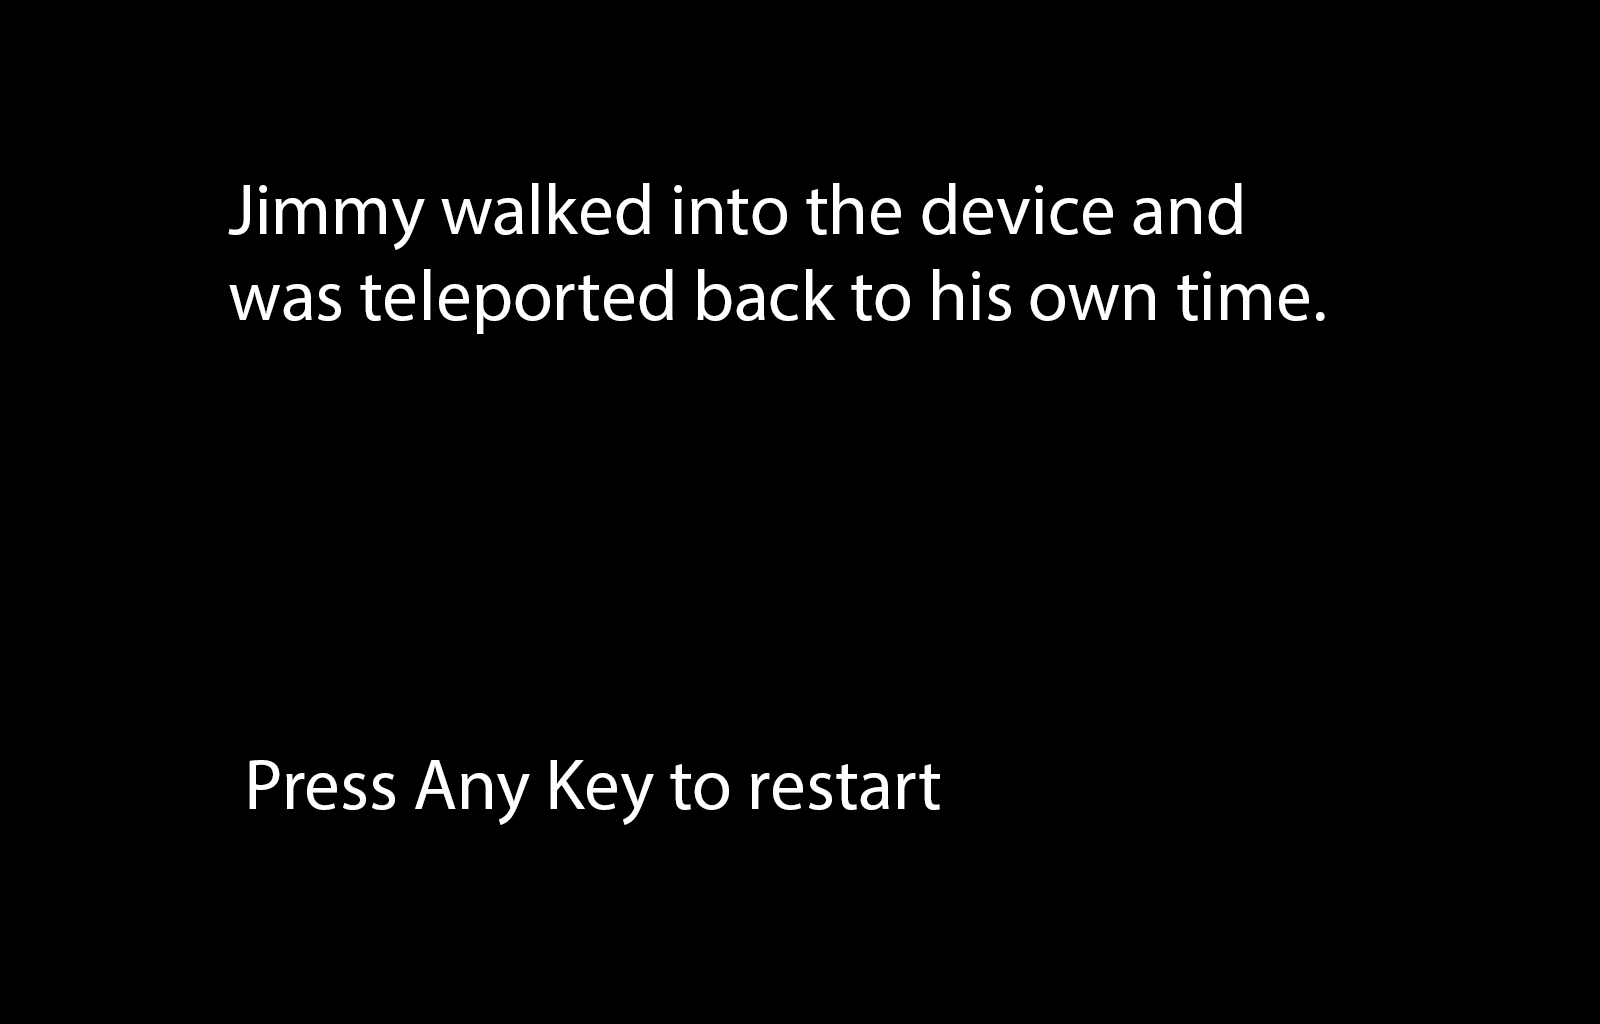 Jimmy walked into the device and
was teleported back to his own time.
Press Any Key to restart